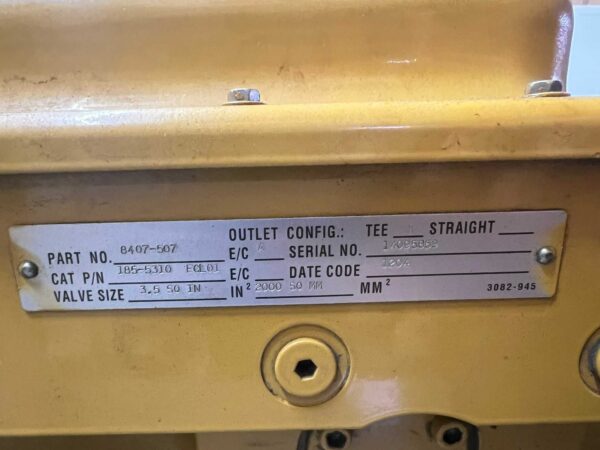 OUTLET CONFIG.: TEE STRAIGHT
PART NO. 8407-507 E/C A SERIAL NO.
CAT P/N 185-5310 ECL01 E/C DATE CODE
VALVE SIZE 3.5 SQ IN IN² 2000 SQ MM MM² 3082-945